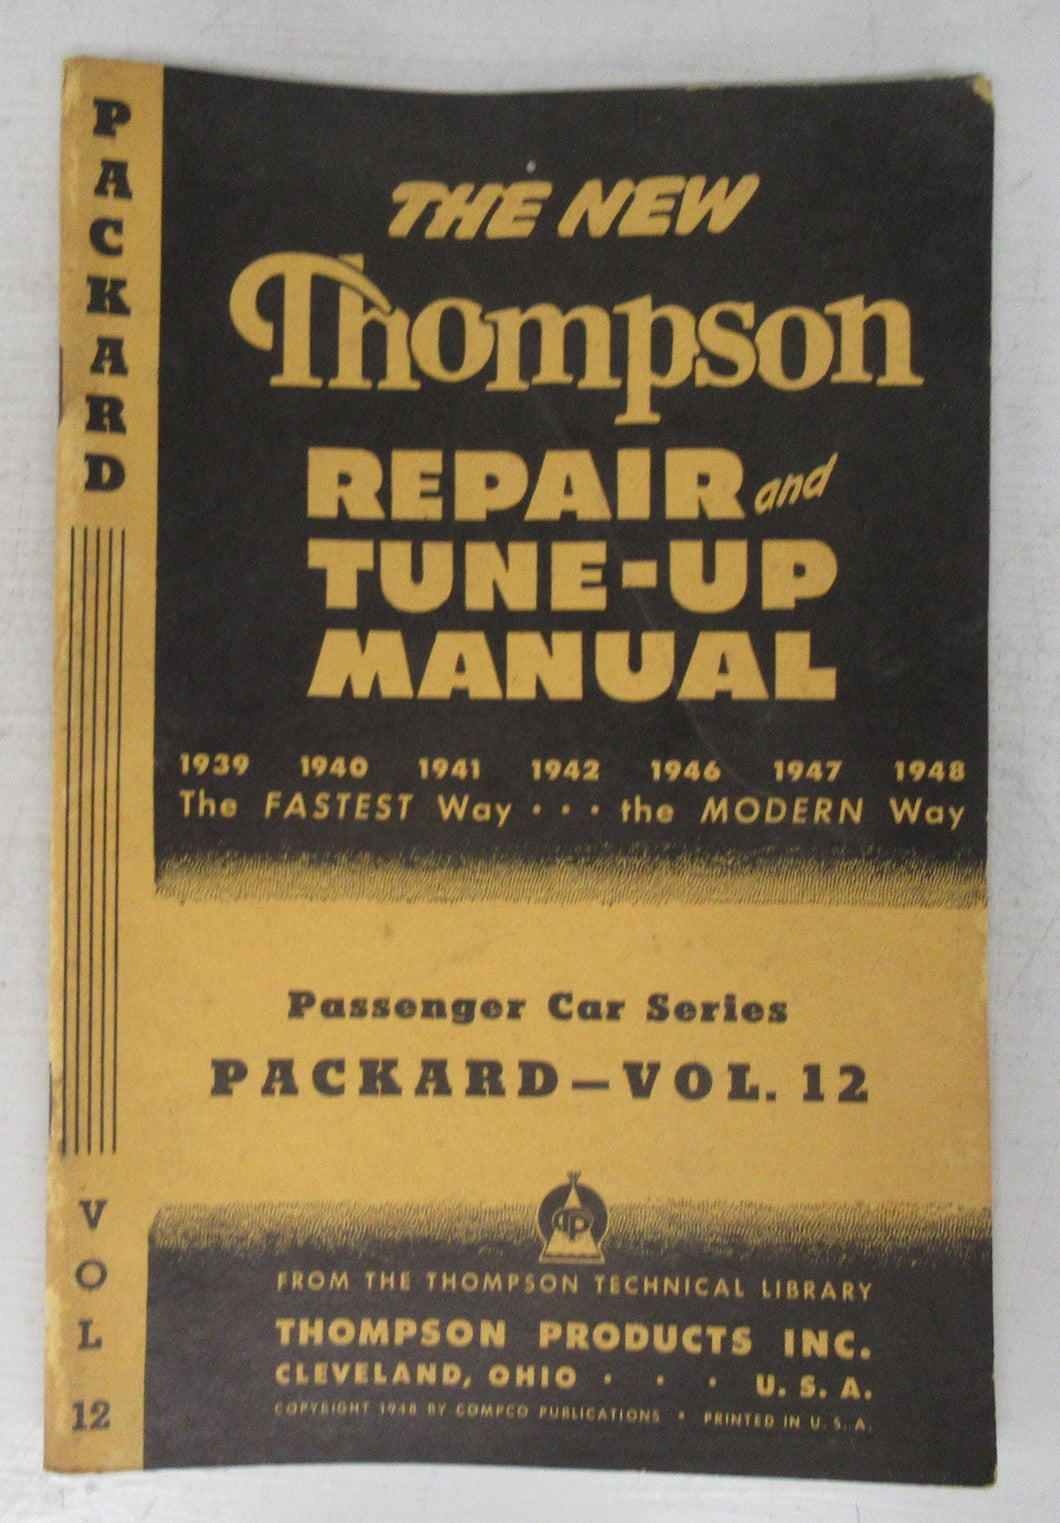 PACKARD
VOL 12
THE NEW
Thompson
REPAIR and
TUNE-UP
MANUAL
1939 1940 1941 1942 1946 1947 1948
The FASTEST Way . . . the MODERN Way
Passenger Car Series
PACKARD—VOL. 12
TP
FROM THE THOMPSON TECHNICAL LIBRARY
THOMPSON PRODUCTS INC.
CLEVELAND, OHIO . . . U. S. A.
COPYRIGHT 1948 BY COMPCO PUBLICATIONS • PRINTED IN U. S. A.